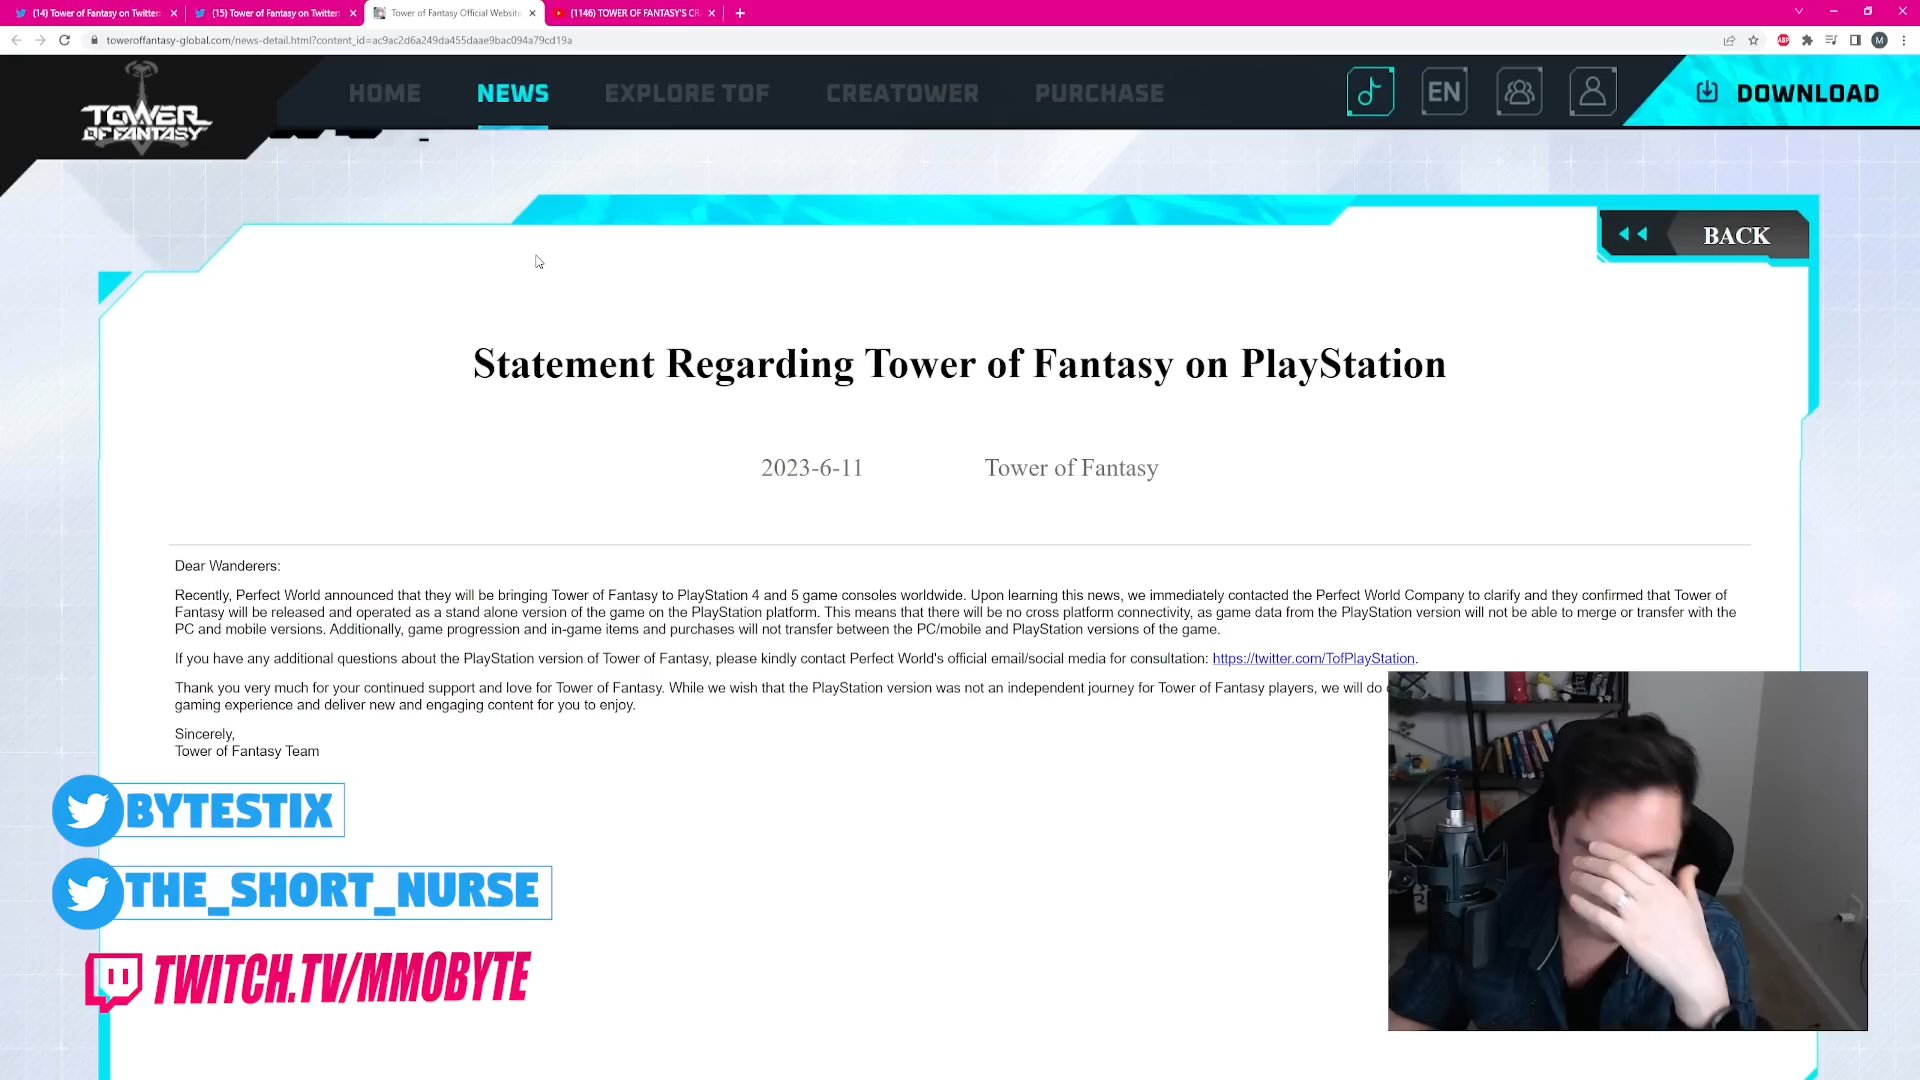 (14) Tower of Fantasy on Twitter:
(15) Tower of Fantasy on Twitter:
Tower of Fantasy Official Website
(1146) TOWER OF FANTASY'S CR
toweroffantasy-global.com/news-detail.html?content_id=ac9ac2d6a249da455daae9bac094a79cd19a
ABP
M
TOWER
OF FANTASY
HOME
NEWS
EXPLORE TOF
CREATOWER
PURCHASE
EN
DOWNLOAD
BACK
Statement Regarding Tower of Fantasy on PlayStation
2023-6-11
Tower of Fantasy
Dear Wanderers:
Recently, Perfect World announced that they will be bringing Tower of Fantasy to PlayStation 4 and 5 game consoles worldwide. Upon learning this news, we immediately contacted the Perfect World Company to clarify and they confirmed that Tower of
Fantasy will be released and operated as a stand alone version of the game on the PlayStation platform. This means that there will be no cross platform connectivity, as game data from the PlayStation version will not be able to merge or transfer with the
PC and mobile versions. Additionally, game progression and in-game items and purchases will not transfer between the PC/mobile and PlayStation versions of the game.
If you have any additional questions about the PlayStation version of Tower of Fantasy, please kindly contact Perfect World's official email/social media for consultation: https://twitter.com/TofPlayStation.
Thank you very much for your continued support and love for Tower of Fantasy. While we wish that the PlayStation version was not an independent journey for Tower of Fantasy players, we will do
gaming experience and deliver new and engaging content for you to enjoy.
Sincerely,
Tower of Fantasy Team
BYTESTIX
THE_SHORT_NURSE
TWITCH.TV/MMOBYTE